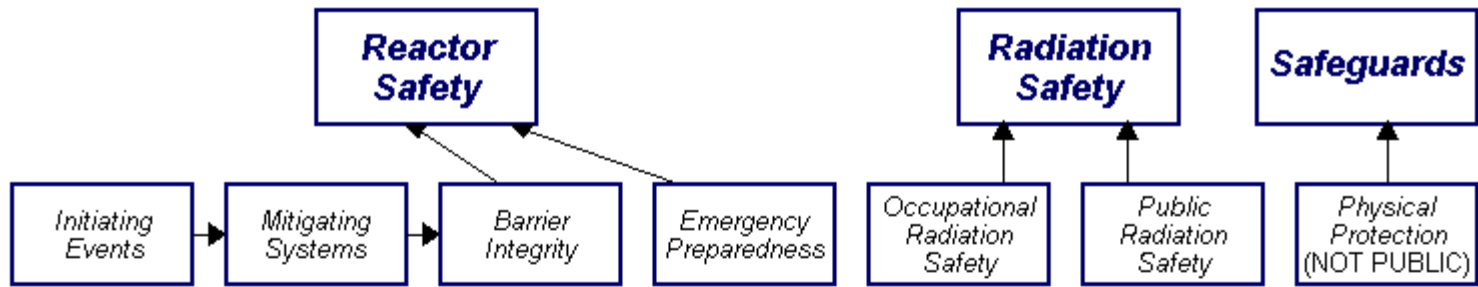 Reactor
Safety
Radiation
Safety
Safeguards
Initiating
Events
Mitigating
Systems
Barrier
Integrity
Emergency
Preparedness
Occupational
Radiation
Safety
Public
Radiation
Safety
Physical
Protection
(NOT PUBLIC)